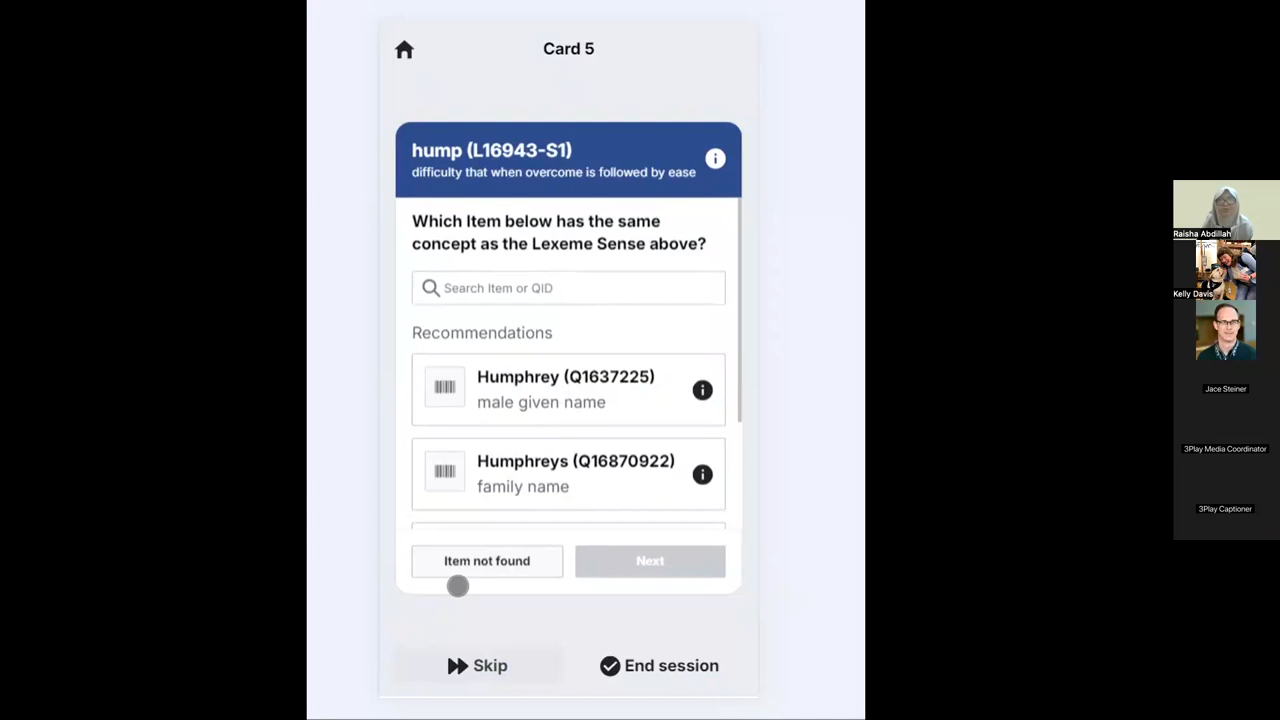 Card 5
hump (L16943-S1)
difficulty that when overcome is followed by ease
Which Item below has the same
concept as the Lexeme Sense above?
Search Item or QID
Recommendations
Humphrey (Q1637225)
male given name
Humphreys (Q16870922)
family name
Item not found
Next
Skip
End session
Raisha Abdillah
Kelly Davis
Jace Steiner
3Play Media Coordinator
3Play Captioner